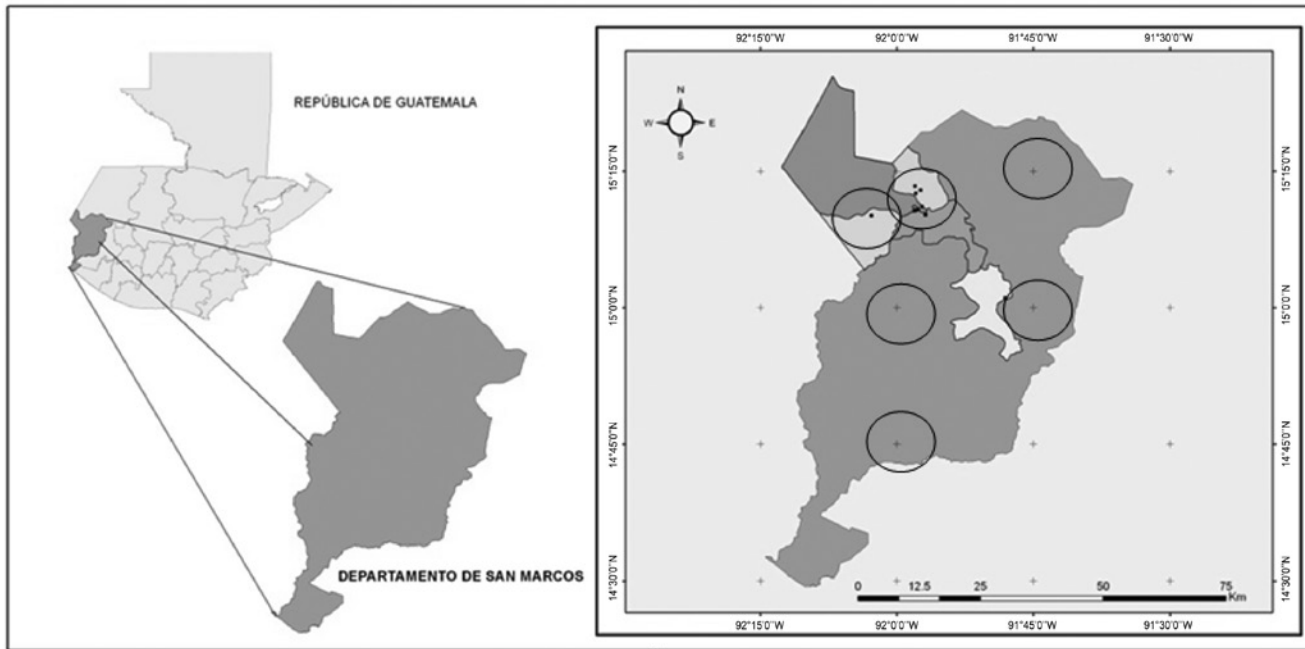 REPÚBLICA DE GUATEMALA
DEPARTAMENTO DE SAN MARCOS
92°15'0"W 92°0'0"W 91°45'0"W 91°30'0"W
N
W E
S
15°15'0"N 15°15'0"N
15°0'0"N 15°0'0"N
14°45'0"N 14°45'0"N
14°30'0"N 14°30'0"N
0 12.5 25 50 75
Km
92°15'0"W 92°0'0"W 91°45'0"W 91°30'0"W